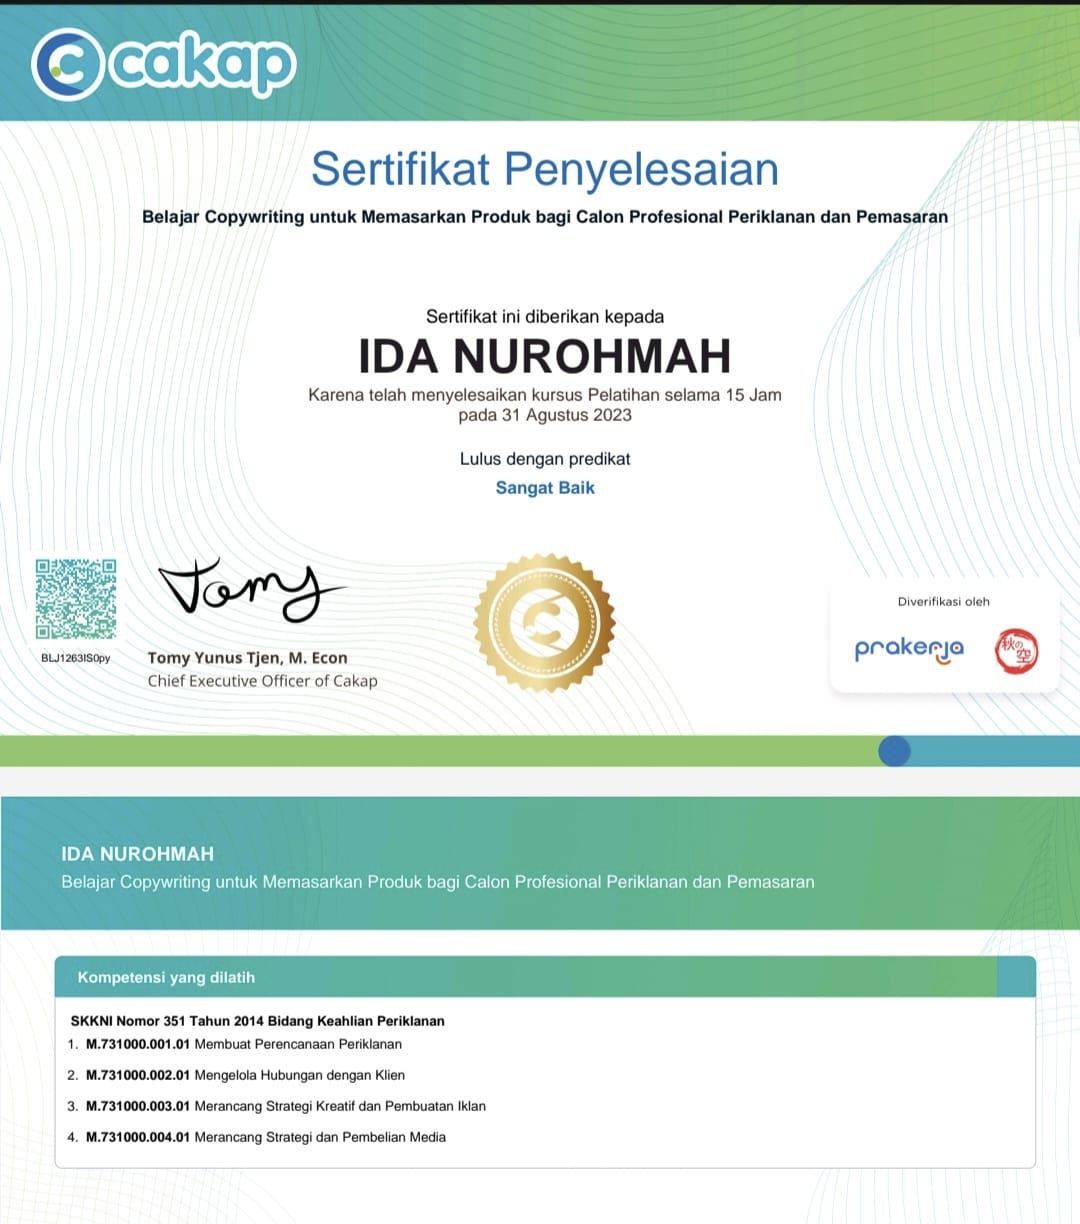 cakap
Sertifikat Penyelesaian
Belajar Copywriting untuk Memasarkan Produk bagi Calon Profesional Periklanan dan Pemasaran
Sertifikat ini diberikan kepada
IDA NUROHMAH
Karena telah menyelesaikan kursus Pelatihan selama 15 Jam
pada 31 Agustus 2023
Lulus dengan predikat
Sangat Baik
Tomy
BLJ1263IS0py
Tomy Yunus Tjen, M. Econ
Chief Executive Officer of Cakap
Diverifikasi oleh
prakerja
秋の
空
IDA NUROHMAH
Belajar Copywriting untuk Memasarkan Produk bagi Calon Profesional Periklanan dan Pemasaran
Kompetensi yang dilatih
SKKNI Nomor 351 Tahun 2014 Bidang Keahlian Periklanan
1. M.731000.001.01 Membuat Perencanaan Periklanan
2. M.731000.002.01 Mengelola Hubungan dengan Klien
3. M.731000.003.01 Merancang Strategi Kreatif dan Pembuatan Iklan
4. M.731000.004.01 Merancang Strategi dan Pembelian Media